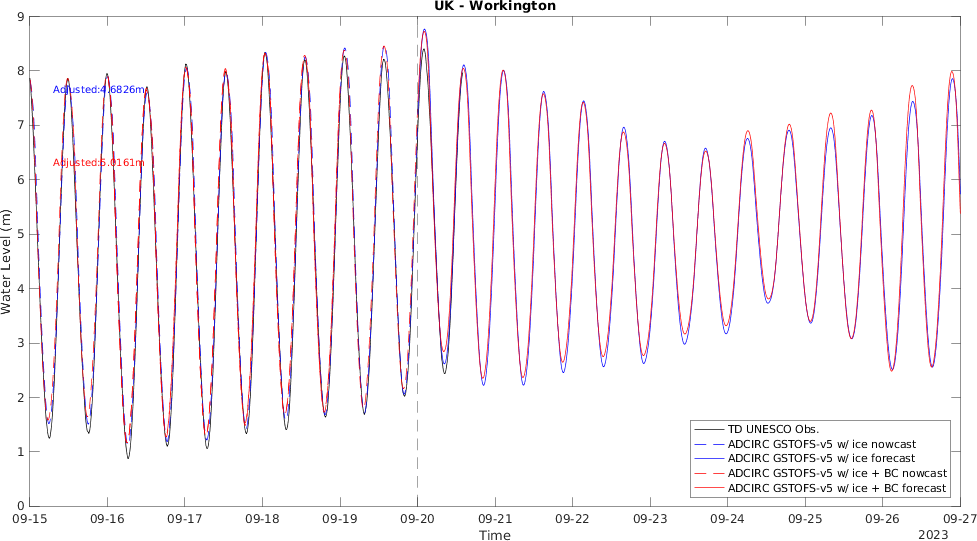 UK - Workington
9
8
7
6
5
4
3
2
1
0
Water Level (m)
Adjusted:4.6826m
Adjusted:5.0161m
TD UNESCO Obs.
ADCIRC GSTOFS-v5 w/ ice nowcast
ADCIRC GSTOFS-v5 w/ ice forecast
ADCIRC GSTOFS-v5 w/ ice + BC nowcast
ADCIRC GSTOFS-v5 w/ ice + BC forecast
09-15 09-16 09-17 09-18 09-19 09-20 09-21 09-22 09-23 09-24 09-25 09-26 09-27
Time
2023